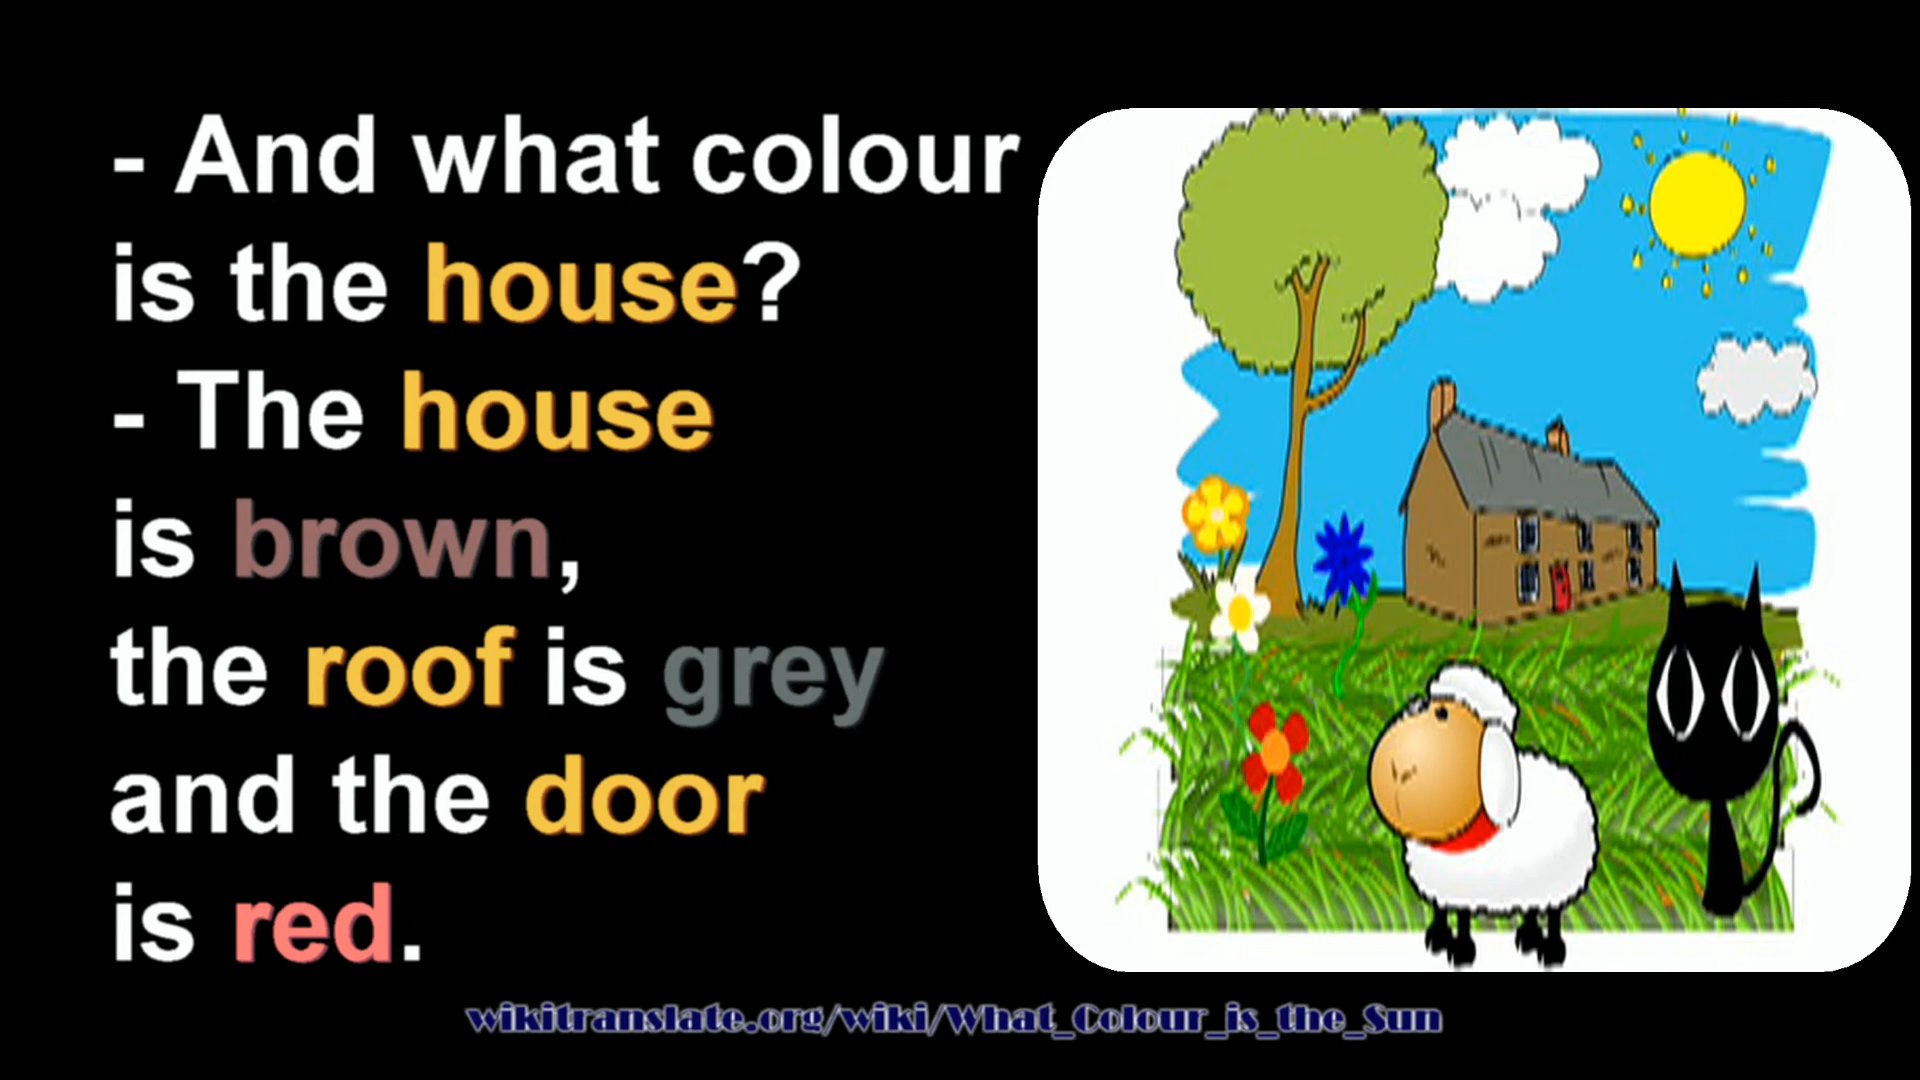 - And what colour
is the house?
- The house
is brown,
the roof is grey
and the door
is red.
wikitranslate.org/wiki/What_Colour_is_the_Sun